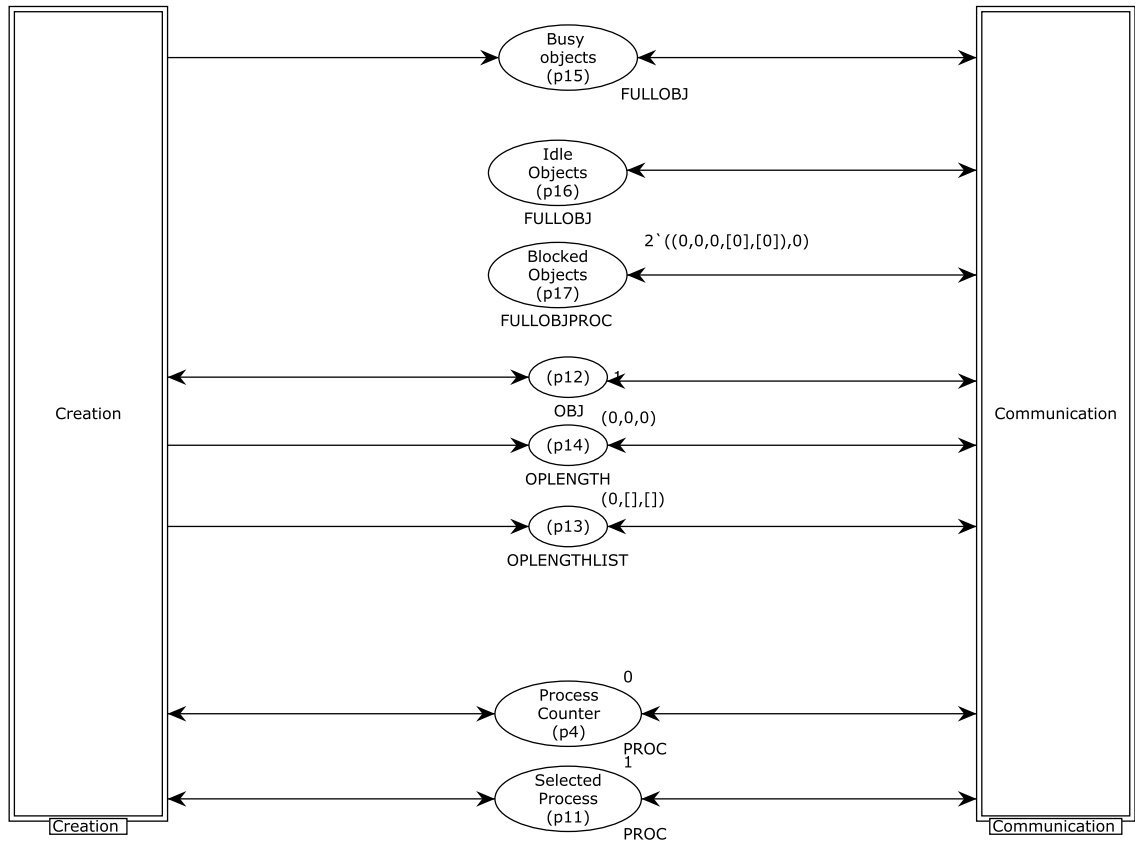 Busy
objects
(p15)
FULLOBJ
Idle
Objects
(p16)
FULLOBJ
2`((0,0,0,[0],[0]),0)
Blocked
Objects
(p17)
FULLOBJPROC
(p12)
1
OBJ
Creation
Communication
(0,0,0)
(p14)
OPLENGTH
(0,[],[])
(p13)
OPLENGTHLIST
0
Process
Counter
(p4)
PROC
1
Selected
Process
(p11)
PROC
Creation
Communication